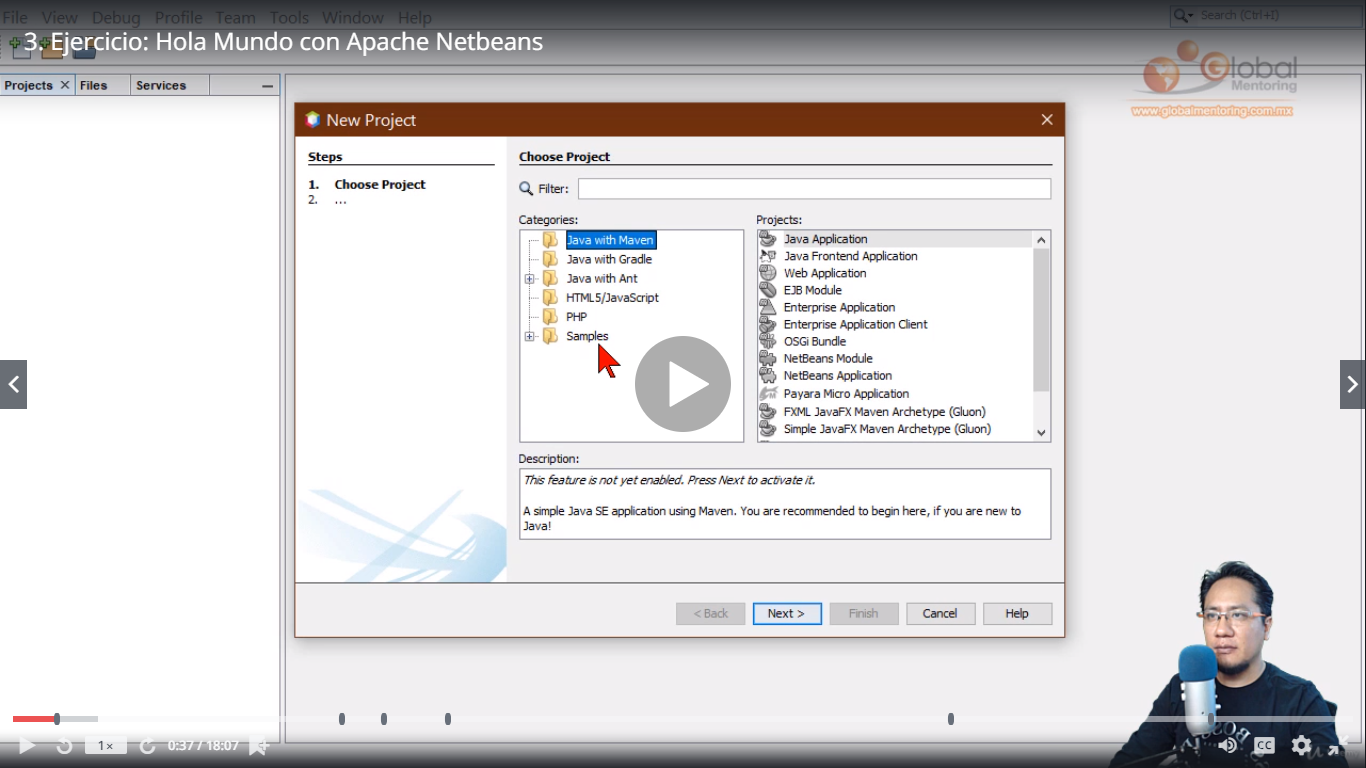 File View Debug Profile Team Tools Window Help
Search (Ctrl+I)
3. Ejercicio: Hola Mundo con Apache Netbeans
Global
Mentoring
www.globalmentoring.com.mx
Projects Files Services
New Project
Steps
1. Choose Project
2. ...
Choose Project
Filter:
Categories:
Java with Maven
Java with Gradle
Java with Ant
HTML5/JavaScript
PHP
Samples
Projects:
Java Application
Java Frontend Application
Web Application
EJB Module
Enterprise Application
Enterprise Application Client
OSGi Bundle
NetBeans Module
NetBeans Application
Payara Micro Application
FXML JavaFX Maven Archetype (Gluon)
Simple JavaFX Maven Archetype (Gluon)
Description:
This feature is not yet enabled. Press Next to activate it.
A simple Java SE application using Maven. You are recommended to begin here, if you are new to
Java!
< Back Next > Finish Cancel Help
1× 0:37 / 18:07 CC